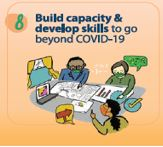 8
Build capacity &
develop skills to go
beyond COVID-19